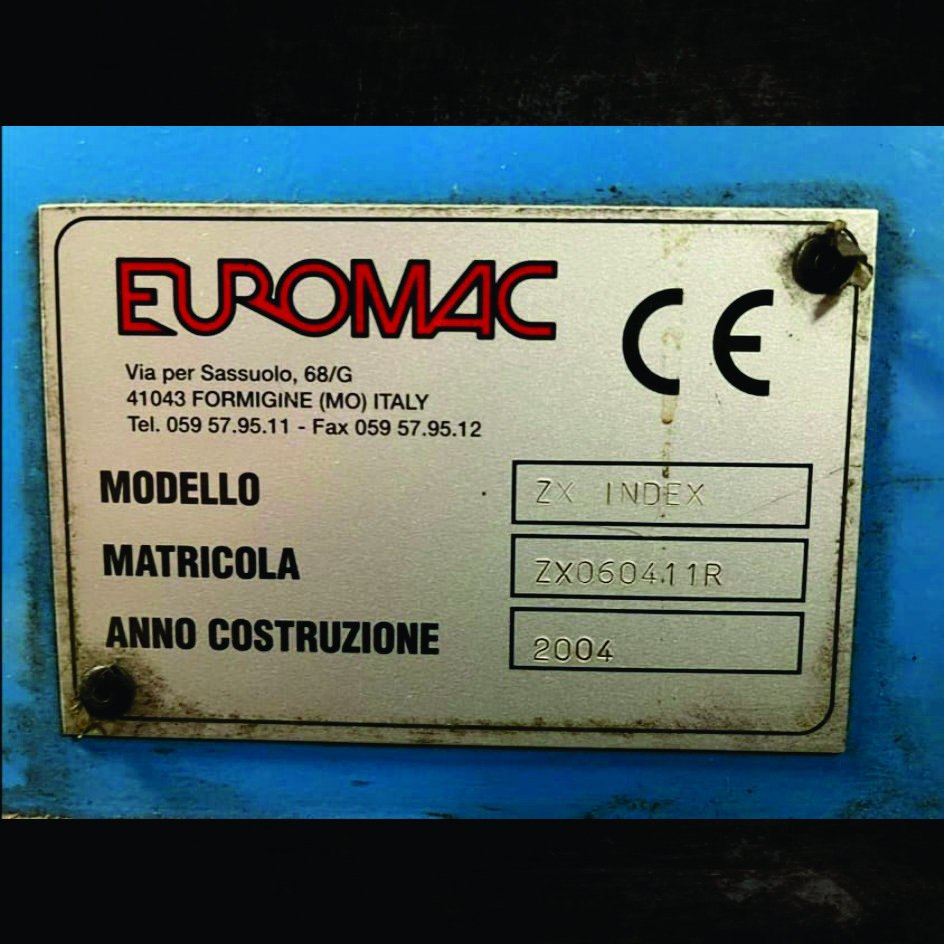 EUROMAC
CE
Via per Sassuolo, 68/G
41043 FORMIGINE (MO) ITALY
Tel. 059 57.95.11 - Fax 059 57.95.12
MODELLO ZX INDEX
MATRICOLA ZX060411R
ANNO COSTRUZIONE 2004